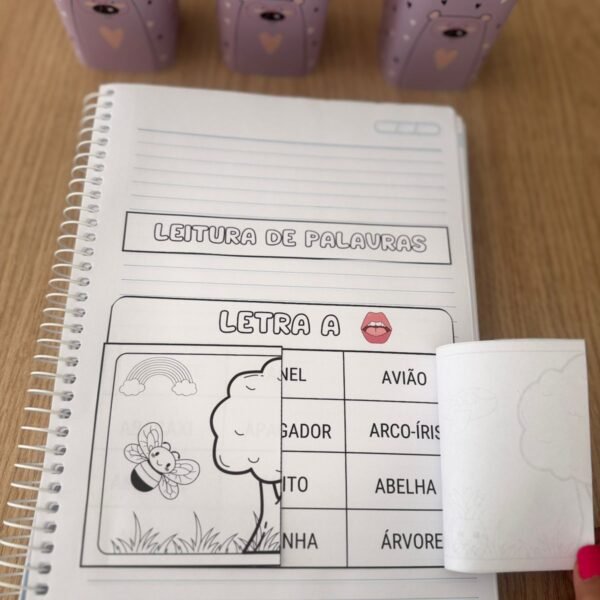 LEITURA DE PALAVRAS
LETRA A
NEL AVIÃO
GADOR ARCO-ÍRIS
ITO ABELHA
NHA ÁRVORE